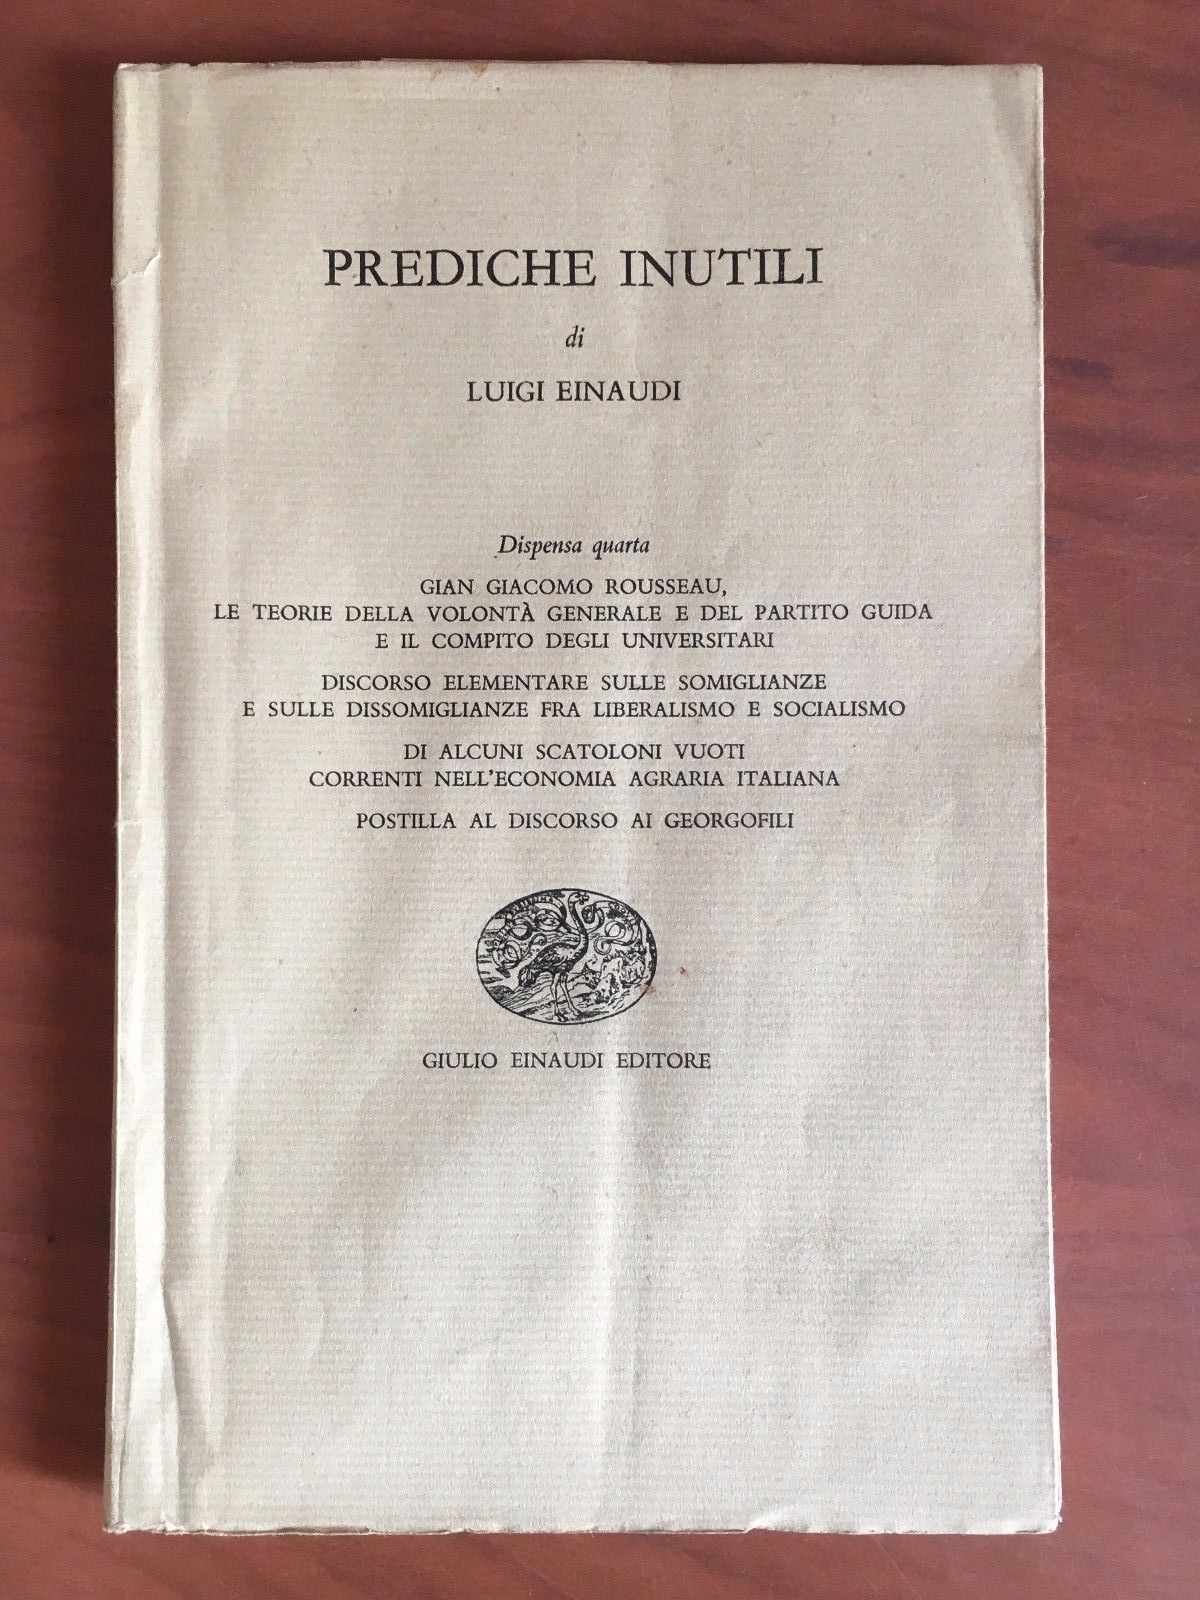 PREDICHE INUTILI
di
LUIGI EINAUDI
Dispensa quarta
GIAN GIACOMO ROUSSEAU,
LE TEORIE DELLA VOLONTÀ GENERALE E DEL PARTITO GUIDA
E IL COMPITO DEGLI UNIVERSITARI
DISCORSO ELEMENTARE SULLE SOMIGLIANZE
E SULLE DISSOMIGLIANZE FRA LIBERALISMO E SOCIALISMO
DI ALCUNI SCATOLONI VUOTI
CORRENTI NELL'ECONOMIA AGRARIA ITALIANA
POSTILLA AL DISCORSO AI GEORGOFILI
GIULIO EINAUDI EDITORE